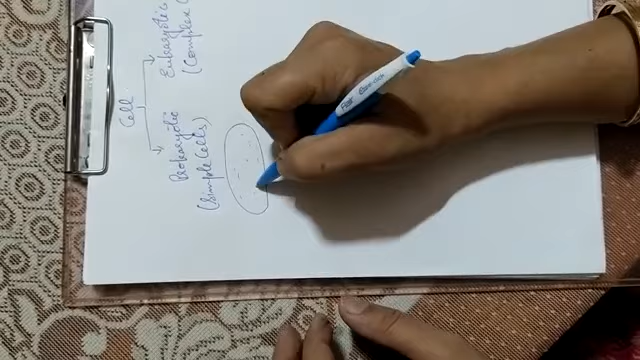 Cell
Prokaryotic
(Simple Cells)
Eukaryotic
(Complex C